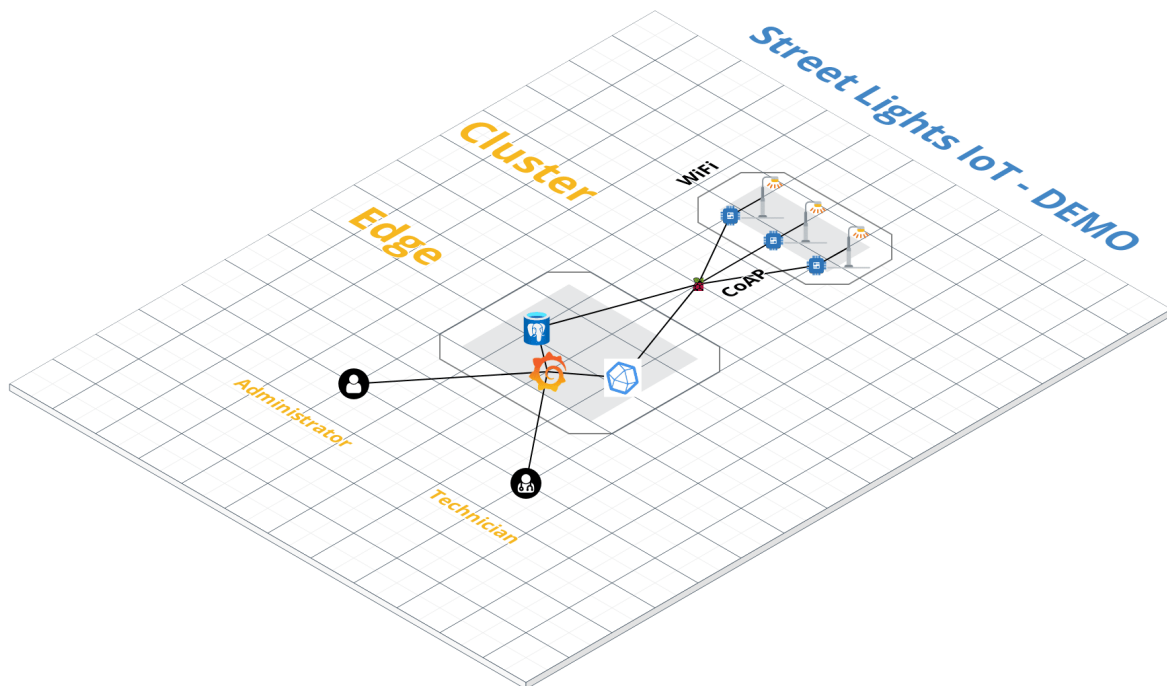 Street Lights IoT - DEMO
Cluster
WiFi
Edge
CoAP
Administrator
Technician